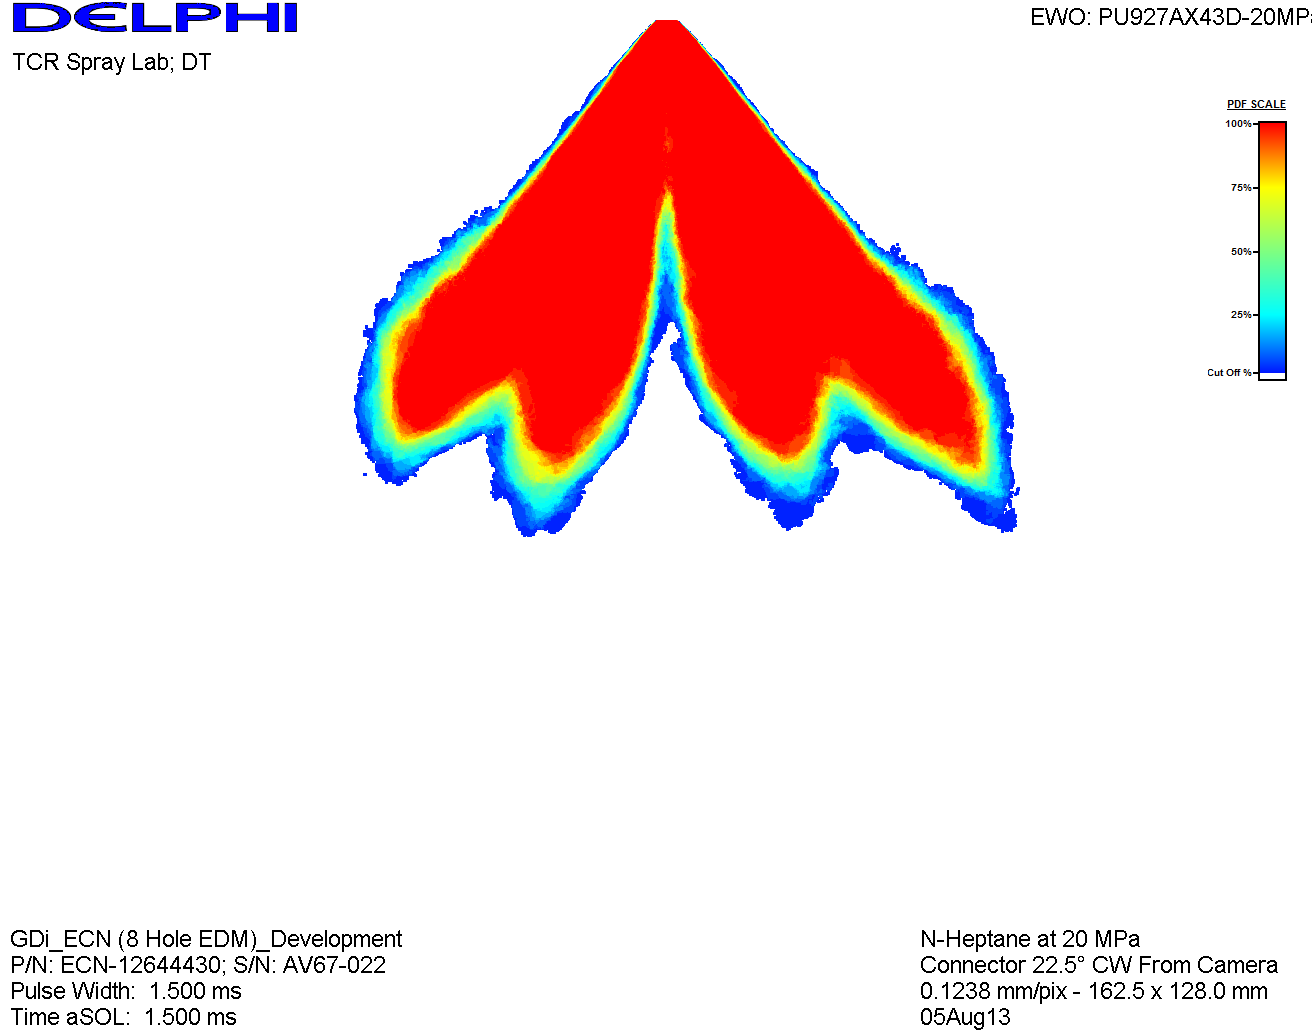 DELPHI
TCR Spray Lab; DT
EWO: PU927AX43D-20MPa
PDF SCALE
100%
75%
50%
25%
Cut Off %
GDi_ECN (8 Hole EDM)_Development
P/N: ECN-12644430; S/N: AV67-022
Pulse Width: 1.500 ms
Time aSOL: 1.500 ms
N-Heptane at 20 MPa
Connector 22.5° CW From Camera
0.1238 mm/pix - 162.5 x 128.0 mm
05Aug13